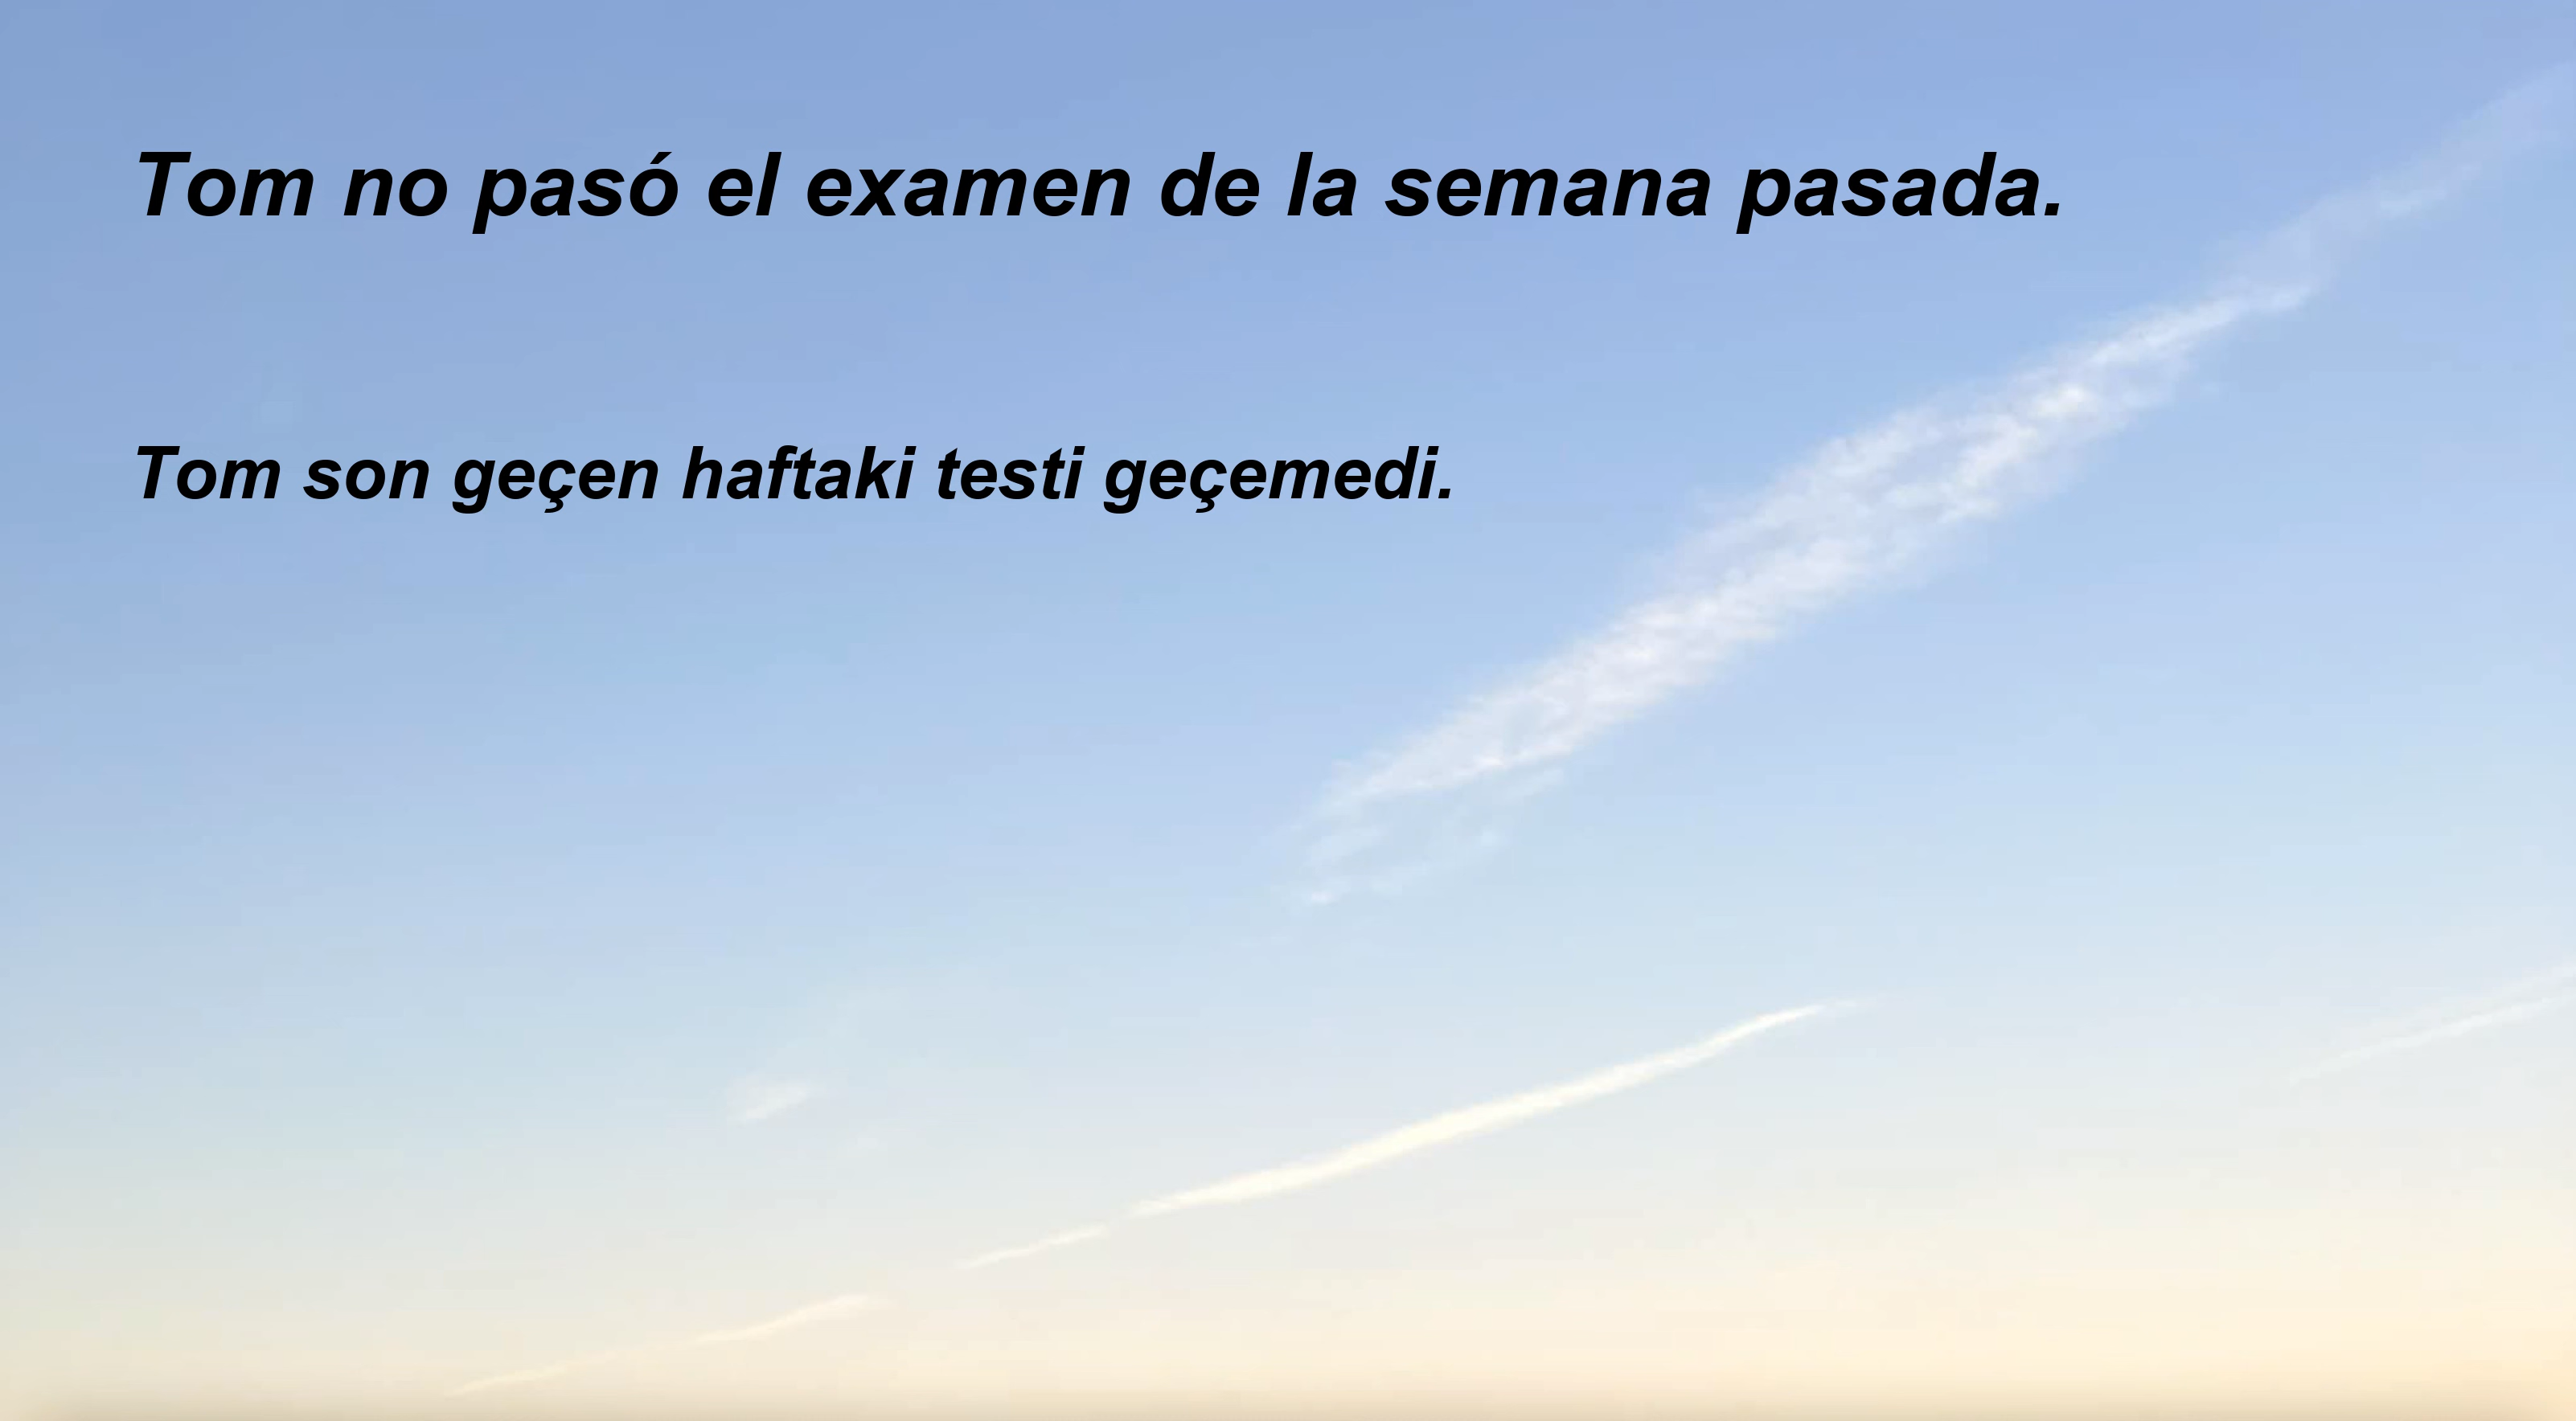 Tom no pasó el examen de la semana pasada.
Tom son geçen haftaki testi geçemedi.